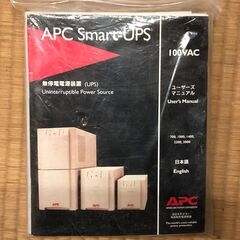 APC Smart-UPS
100VAC
無停電電源装置 (UPS)
Uninterruptible Power Source
ユーザーズ
マニュアル
User's Manual
700, 1000, 1400,
2200, 3000
日本語
English
APC